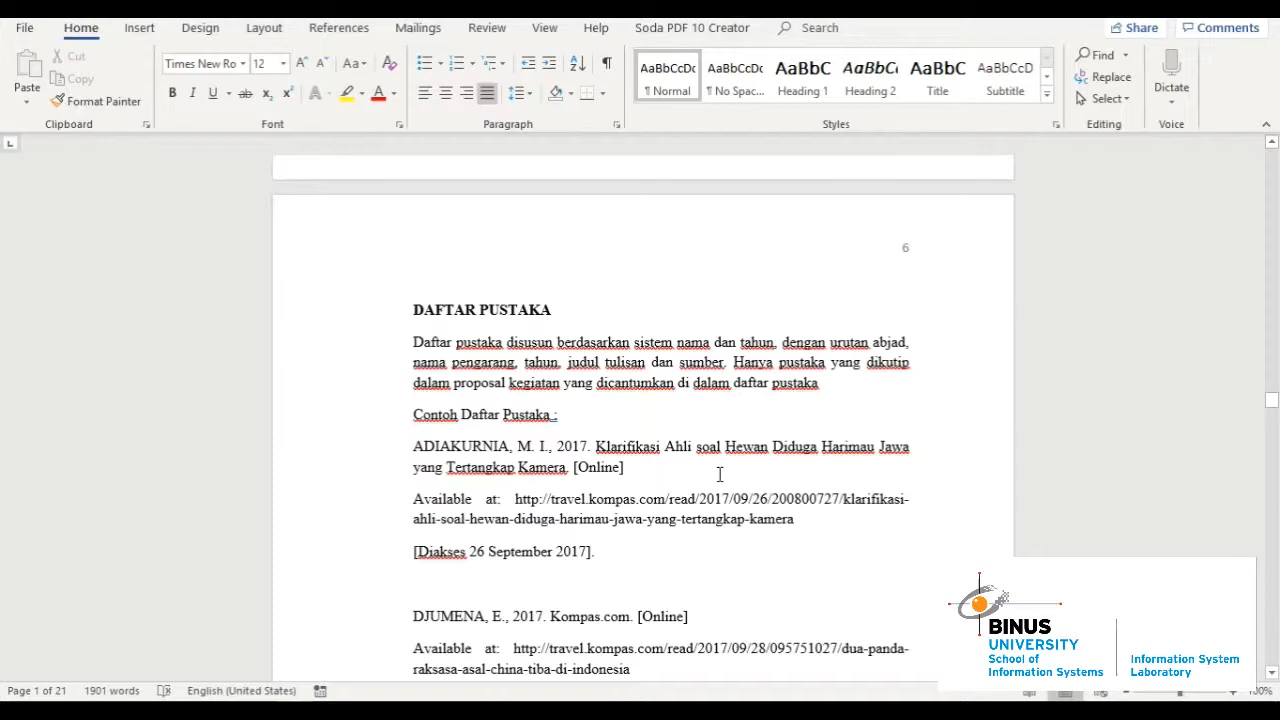 File Home Insert Design Layout References Mailings Review View Help Soda PDF 10 Creator Search Share Comments
Paste
Cut
Copy
Format Painter
Clipboard
Times New Ro 12
Font
Paragraph
AaBbCcDc AaBbCcDc AaBbC AaBbCc AaBbC AaBbCcD
¶ Normal ¶ No Spac... Heading 1 Heading 2 Title Subtitle
Styles
Find
Replace
Select
Editing
Dictate
Voice
6
DAFTAR PUSTAKA
Daftar pustaka disusun berdasarkan sistem nama dan tahun, dengan urutan abjad,
nama pengarang, tahun, judul tulisan dan sumber. Hanya pustaka yang dikutip
dalam proposal kegiatan yang dicantumkan di dalam daftar pustaka
Contoh Daftar Pustaka :
ADIAKURNIA, M. I., 2017. Klarifikasi Ahli soal Hewan Diduga Harimau Jawa
yang Tertangkap Kamera. [Online]
Available at: http://travel.kompas.com/read/2017/09/26/200800727/klarifikasi-
ahli-soal-hewan-diduga-harimau-jawa-yang-tertangkap-kamera
[Diakses 26 September 2017].
DJUMENA, E., 2017. Kompas.com. [Online]
Available at: http://travel.kompas.com/read/2017/09/28/095751027/dua-panda-
raksasa-asal-china-tiba-di-indonesia
BINUS
UNIVERSITY
School of
Information Systems
Information System
Laboratory
Page 1 of 21 1901 words English (United States) 100%